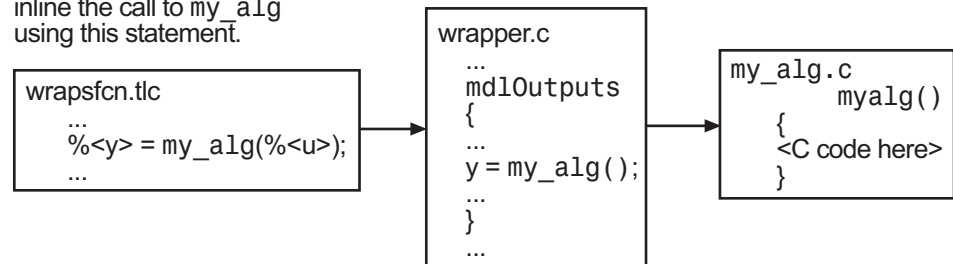 inline the call to my_alg
using this statement.
wrapsfcn.tlc
...
%<y> = my_alg(%<u>);
...
wrapper.c
...
mdlOutputs
{
...
y = my_alg();
...
}
...
my_alg.c
myalg()
{
<C code here>
}